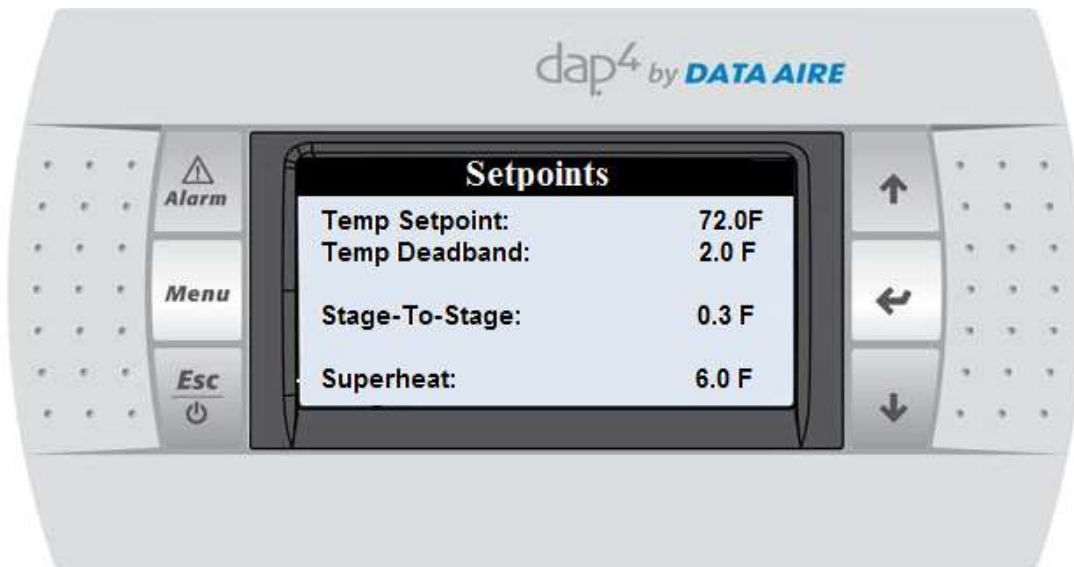 dap4 by DATA AIRE
Alarm
Menu
Esc
Setpoints
Temp Setpoint: 72.0F
Temp Deadband: 2.0 F
Stage-To-Stage: 0.3 F
Superheat: 6.0 F